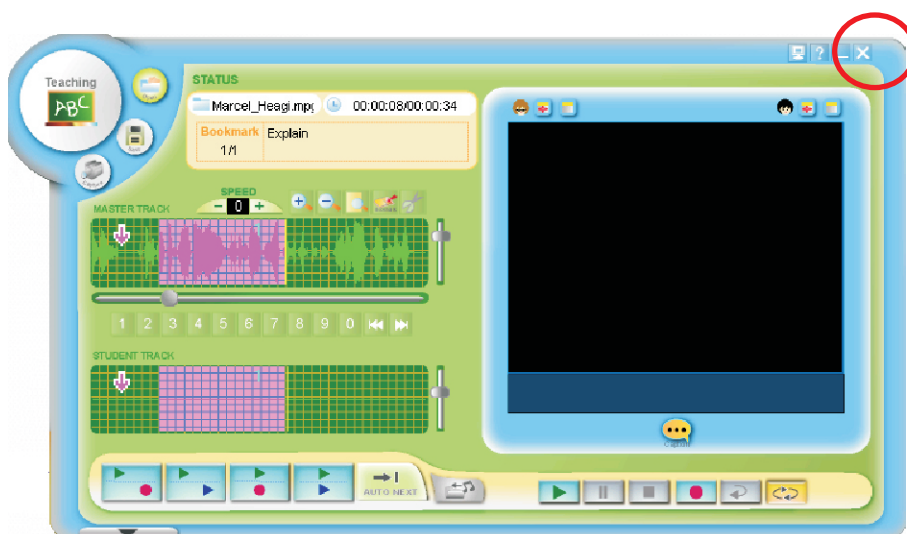 Teaching
ABC
STATUS
Marcel_Heagi.mpg 00:00:08/00:00:34
Bookmark Explain
1/1
SPEED
MASTER TRACK - 0 +
1 2 3 4 5 6 7 8 9 0
STUDENT TRACK
AUTO NEXT
Caption